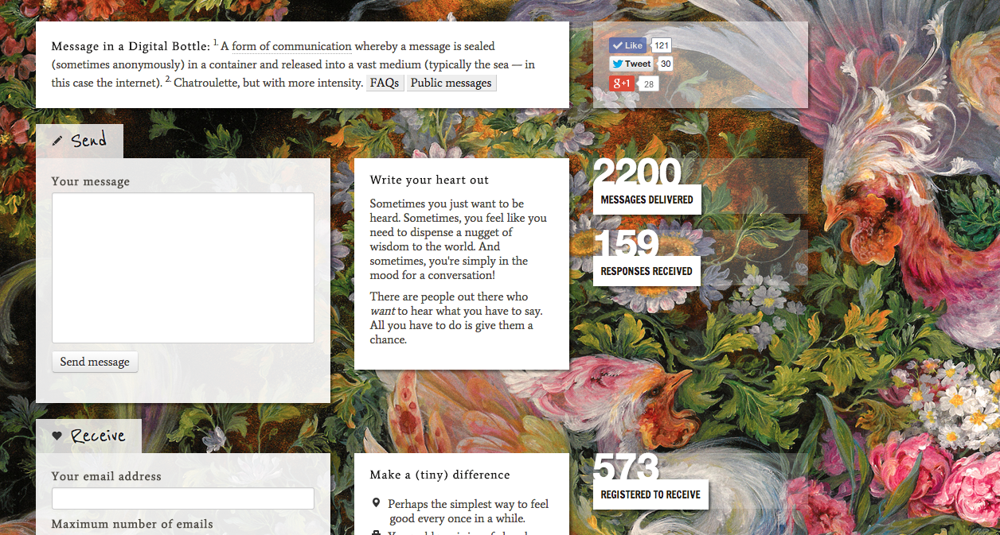 Message in a Digital Bottle: 1. A form of communication whereby a message is sealed
(sometimes anonymously) in a container and released into a vast medium (typically the sea — in
this case the internet). 2. Chatroulette, but with more intensity. FAQs Public messages
Like 121
Tweet 30
g+1 28
Send
Your message
Send message
Write your heart out
Sometimes you just want to be
heard. Sometimes, you feel like you
need to dispense a nugget of
wisdom to the world. And
sometimes, you're simply in the
mood for a conversation!
There are people out there who
want to hear what you have to say.
All you have to do is give them a
chance.
2200
MESSAGES DELIVERED
159
RESPONSES RECEIVED
Receive
Your email address
Maximum number of emails
Make a (tiny) difference
Perhaps the simplest way to feel
good every once in a while.
573
REGISTERED TO RECEIVE